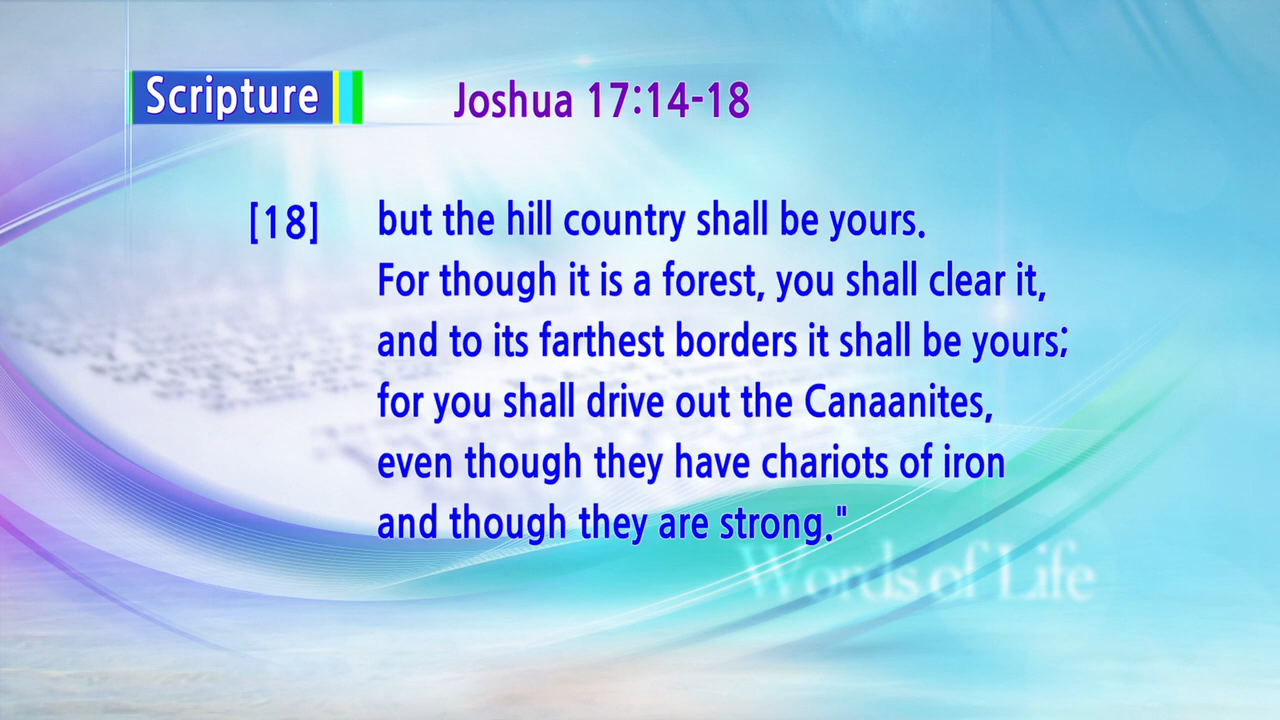 Scripture
Joshua 17:14-18
[18] but the hill country shall be yours.
For though it is a forest, you shall clear it,
and to its farthest borders it shall be yours;
for you shall drive out the Canaanites,
even though they have chariots of iron
and though they are strong."
Words of Life